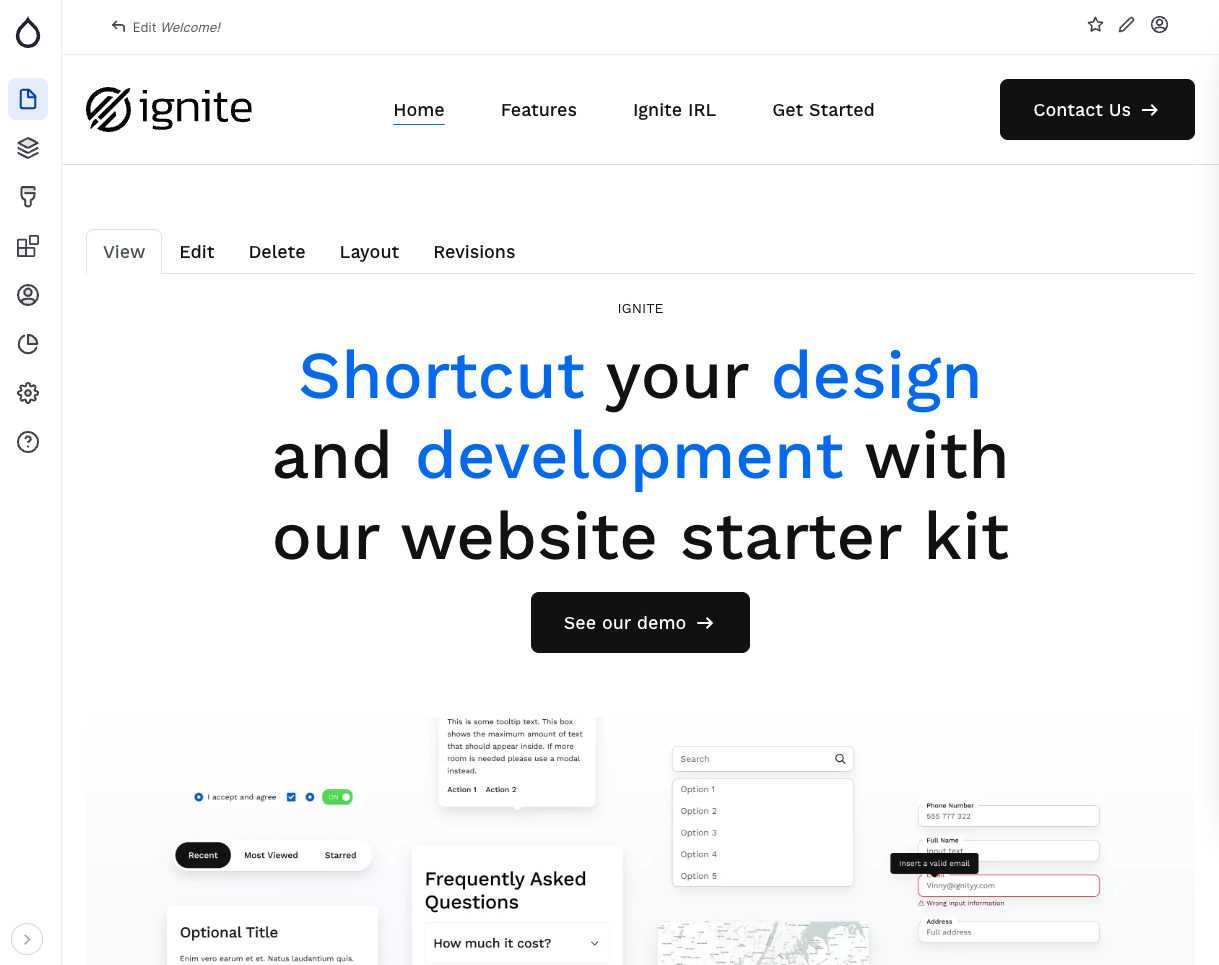 Edit Welcome!
ignite
Home Features Ignite IRL Get Started
Contact Us
View Edit Delete Layout Revisions
IGNITE
Shortcut your design
and development with
our website starter kit
See our demo
This is some tooltip text. This box
shows the maximum amount of text
that should appear inside. If more
room is needed please use a modal
instead.
Action 1 Action 2
I accept and agree
ON
Recent Most Viewed Starred
Optional Title
Enim vero earum et et. Natus laudantium quis.
Frequently Asked
Questions
How much it cost?
Search
Option 1
Option 2
Option 3
Option 4
Option 5
Phone Number
555 777 322
Full Name
Input text
Insert a valid email
Vinny@ignityy.com
Wrong input information
Address
Full address